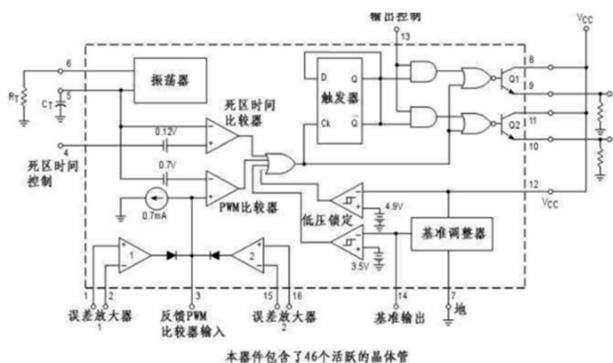 输出控制
VCC
13
6
振荡器
RT
5
CT
D
Q
触发器
Ck
Q
8
Q1
9
11
Q2
10
死区时间
比较器
0.12V
4
死区时间
控制
0.7V
0.7mA
PWM比较器
低压锁定
4.9V
12
VCC
基准调整器
3.5V
1
2
1
2
3
15
16
14
7
地
误差放大器
1
反馈PWM
比较器输入
误差放大器
2
基准输出
本器件包含了46个活跃的晶体管